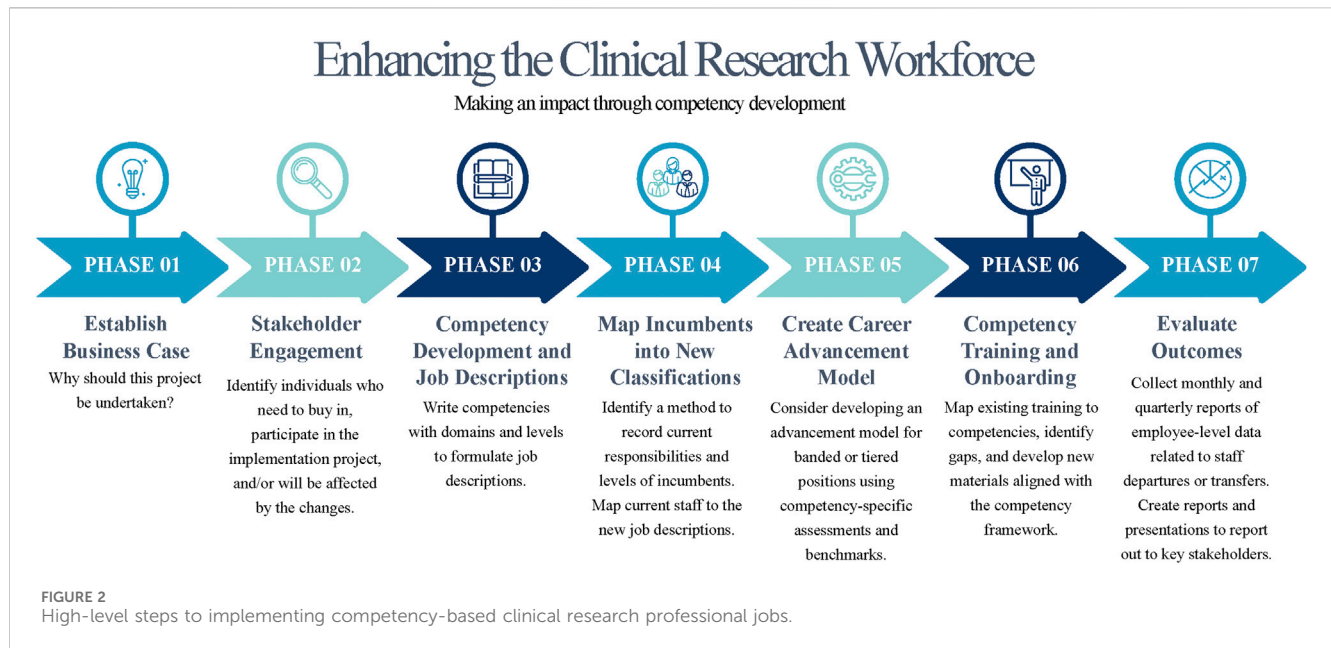 Enhancing the Clinical Research Workforce
Making an impact through competency development
PHASE 01
PHASE 02
PHASE 03
PHASE 04
PHASE 05
PHASE 06
PHASE 07
Establish
Business Case
Why should this project
be undertaken?
Stakeholder
Engagement
Identify individuals who
need to buy in,
participate in the
implementation project,
and/or will be affected
by the changes.
Competency
Development and
Job Descriptions
Write competencies
with domains and levels
to formulate job
descriptions.
Map Incumbents
into New
Classifications
Identify a method to
record current
responsibilities and
levels of incumbents.
Map current staff to the
new job descriptions.
Create Career
Advancement
Model
Consider developing an
advancement model for
banded or tiered
positions using
competency-specific
assessments and
benchmarks.
Competency
Training and
Onboarding
Map existing training to
competencies, identify
gaps, and develop new
materials aligned with
the competency
framework.
Evaluate
Outcomes
Collect monthly and
quarterly reports of
employee-level data
related to staff
departures or transfers.
Create reports and
presentations to report
out to key stakeholders.
FIGURE 2
High-level steps to implementing competency-based clinical research professional jobs.